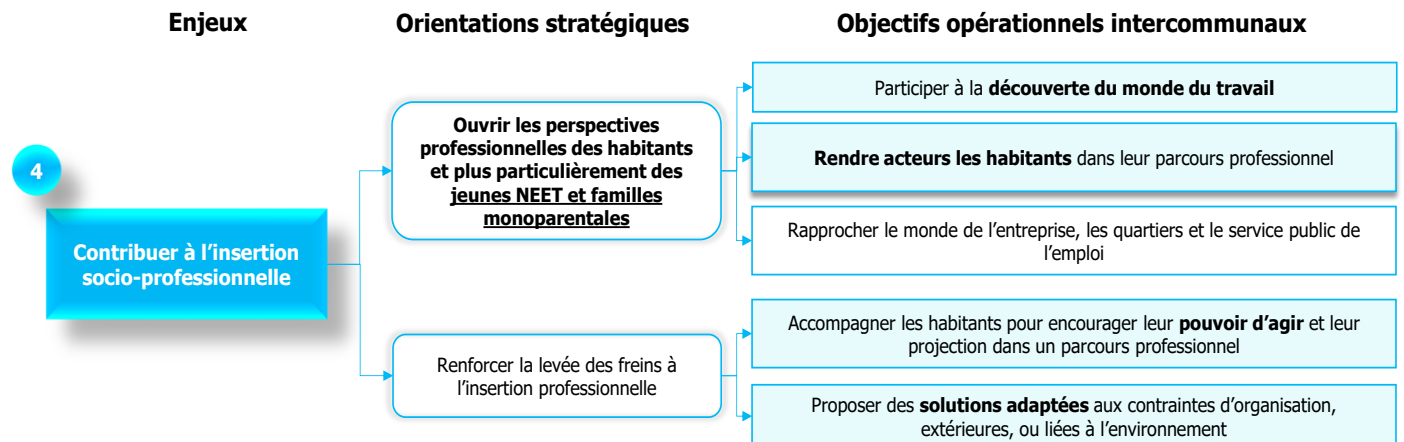 Enjeux
Orientations stratégiques
Objectifs opérationnels intercommunaux
4
Contribuer à l’insertion
socio-professionnelle
Ouvrir les perspectives
professionnelles des habitants
et plus particulièrement des
jeunes NEET et familles
monoparentales
Participer à la découverte du monde du travail
Rendre acteurs les habitants dans leur parcours professionnel
Rapprocher le monde de l’entreprise, les quartiers et le service public de
l’emploi
Renforcer la levée des freins à
l’insertion professionnelle
Accompagner les habitants pour encourager leur pouvoir d’agir et leur
projection dans un parcours professionnel
Proposer des solutions adaptées aux contraintes d’organisation,
extérieures, ou liées à l’environnement